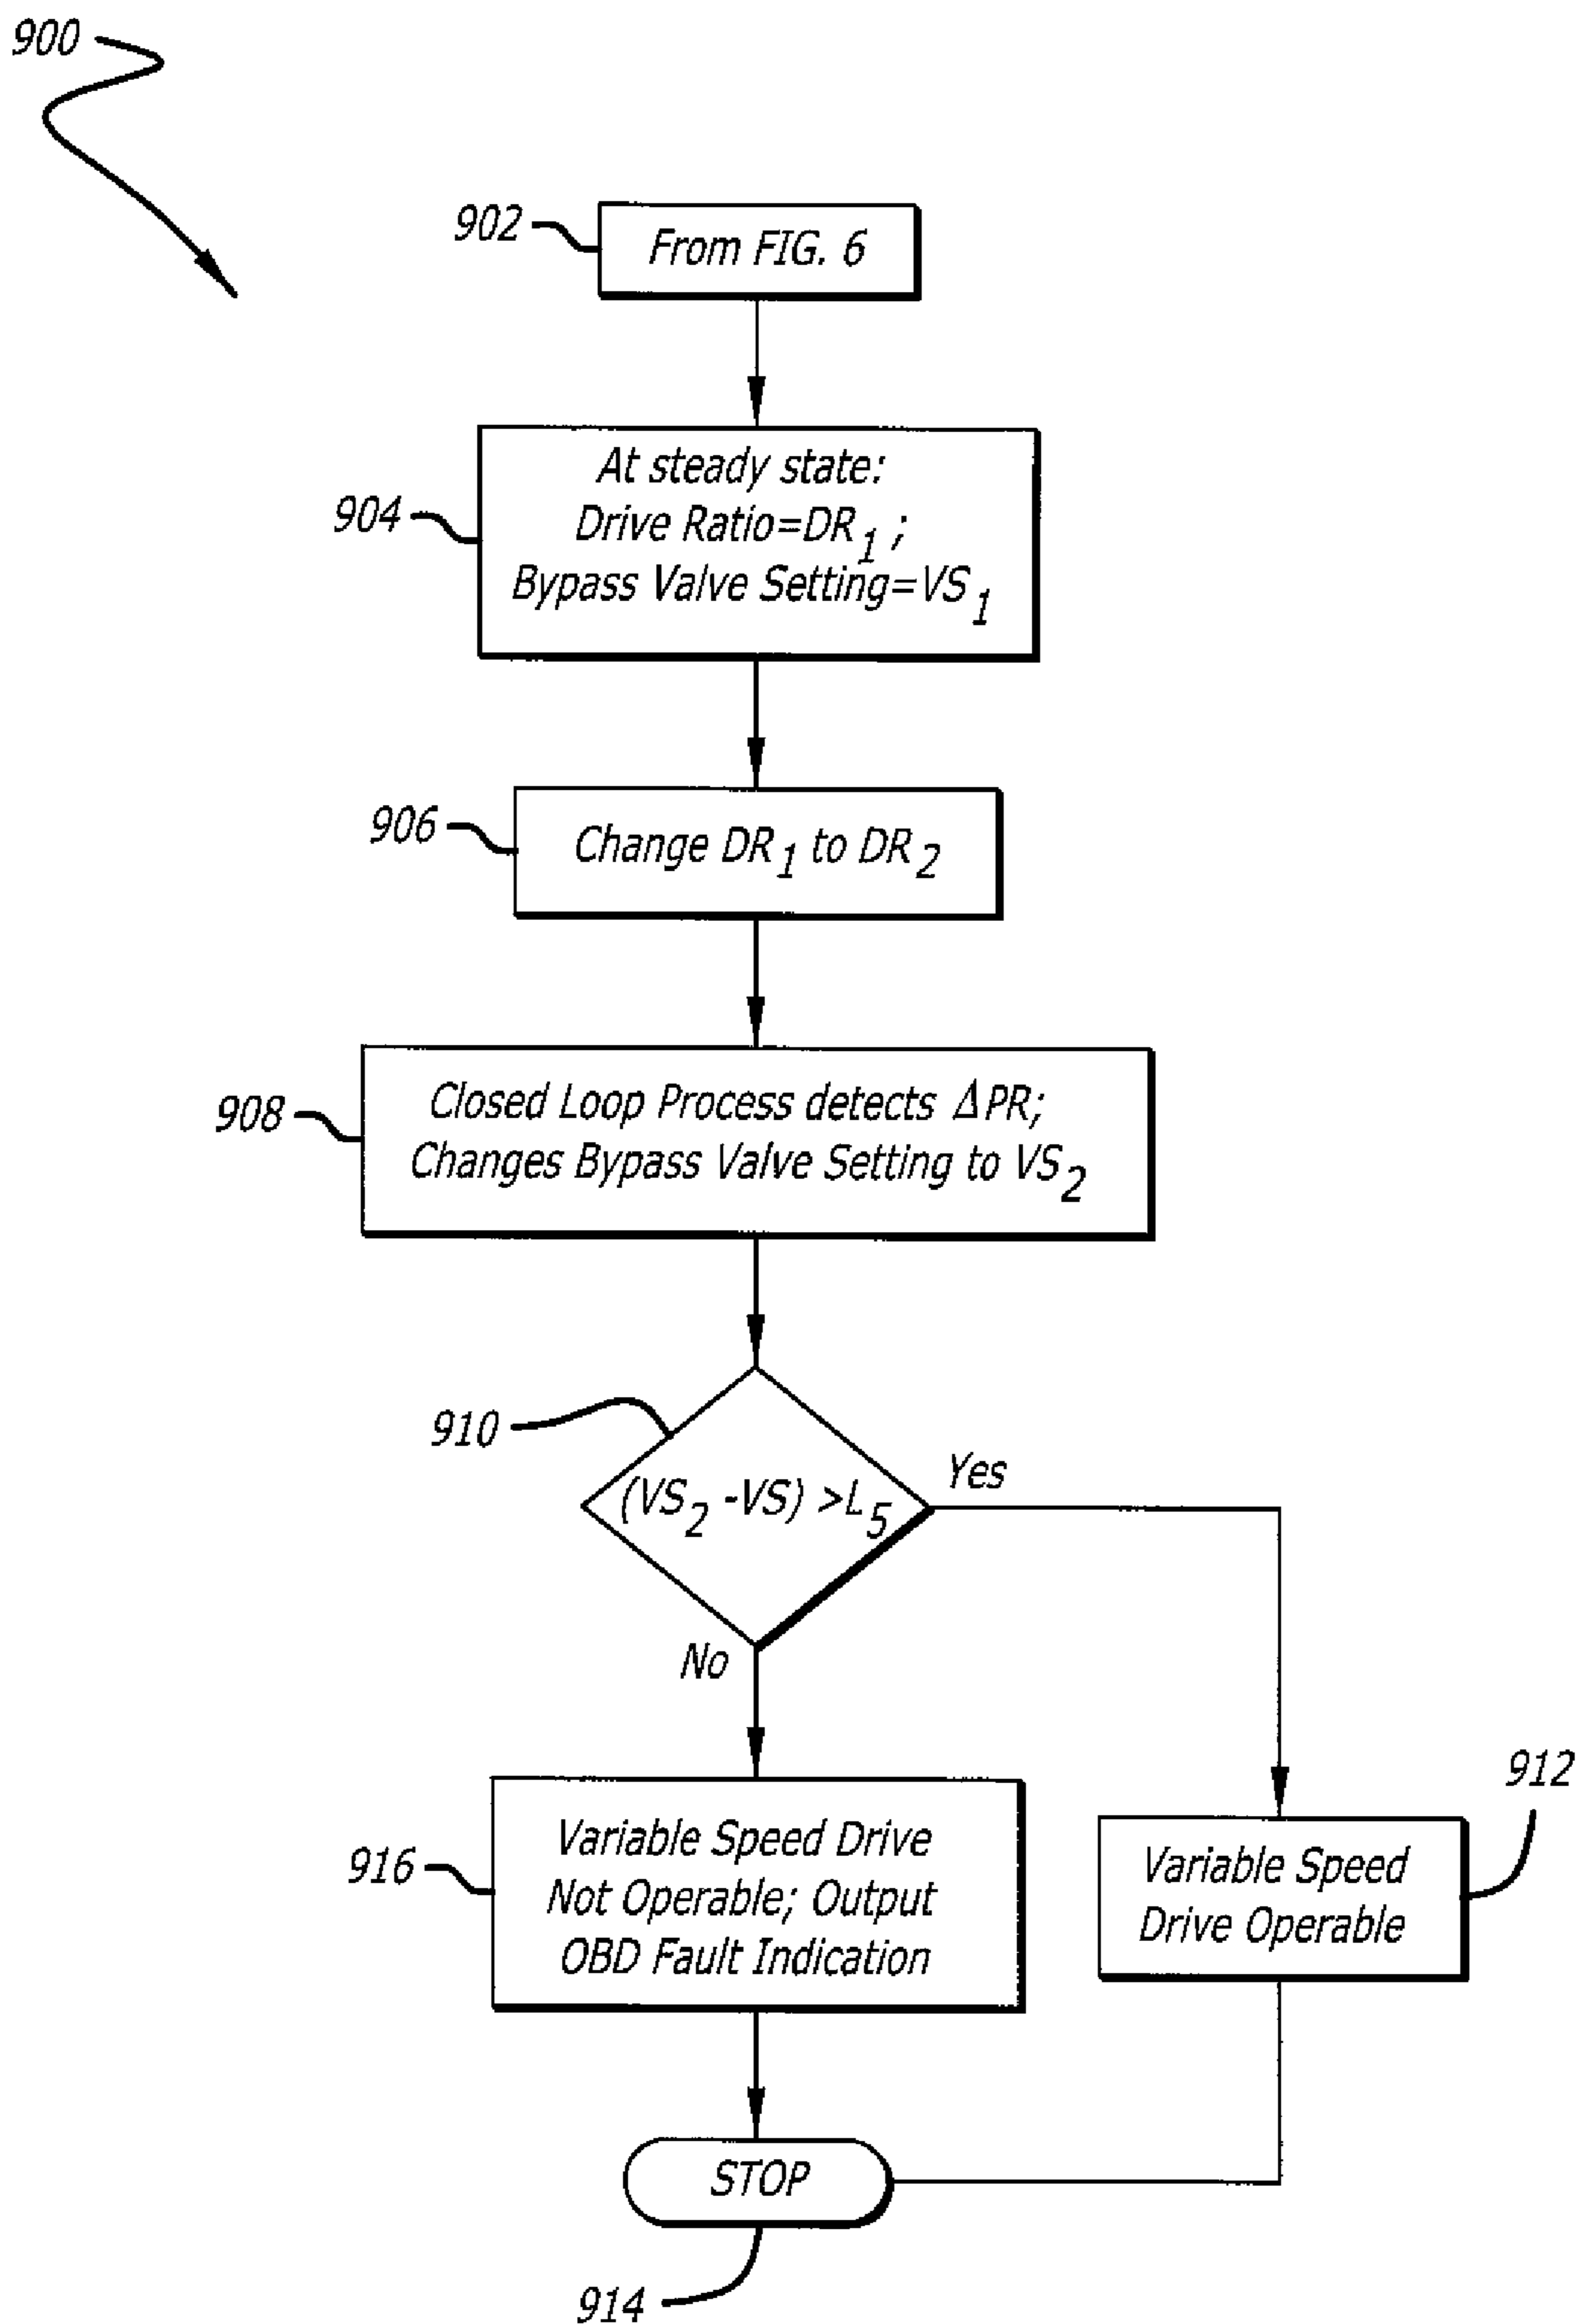 900
902
From FIG. 6
904
At steady state:
Drive Ratio=DR1 ;
Bypass Valve Setting=VS1
906
Change DR1 to DR2
908
Closed Loop Process detects ΔPR;
Changes Bypass Valve Setting to VS2
910
(VS2 -VS) >L5
Yes
No
912
Variable Speed
Drive Operable
916
Variable Speed Drive
Not Operable; Output
OBD Fault Indication
STOP
914